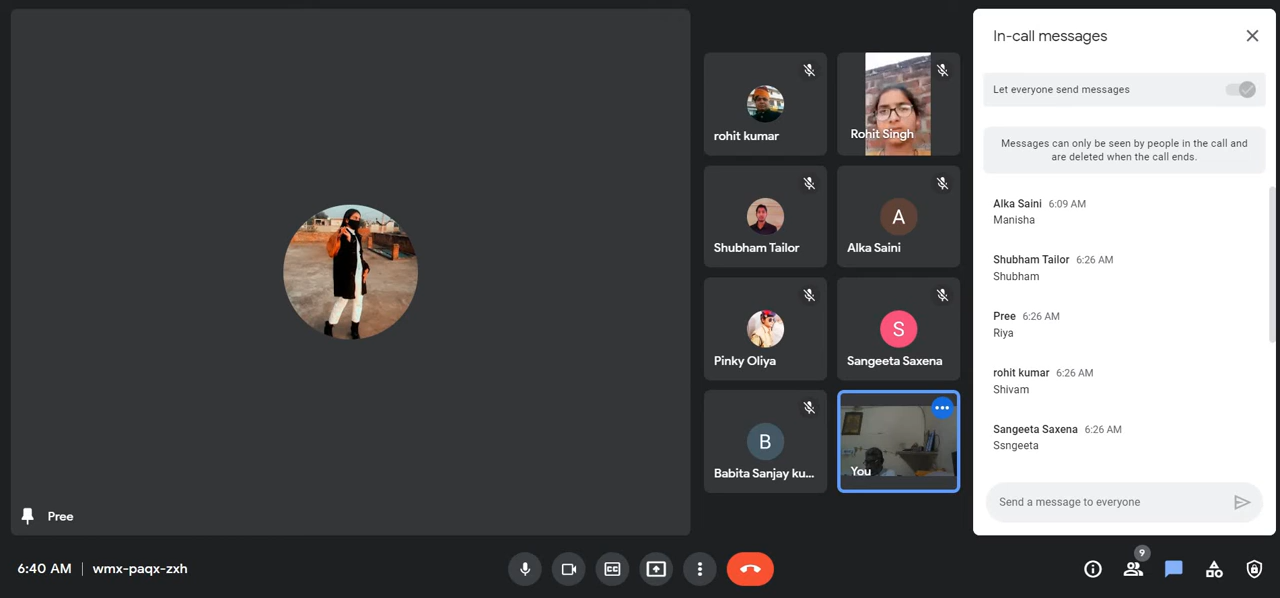 Pree
rohit kumar
Rohit Singh
Shubham Tailor
A
Alka Saini
Pinky Oliya
S
Sangeeta Saxena
B
Babita Sanjay ku...
You
In-call messages
Let everyone send messages
Messages can only be seen by people in the call and
are deleted when the call ends.
Alka Saini 6:09 AM
Manisha
Shubham Tailor 6:26 AM
Shubham
Pree 6:26 AM
Riya
rohit kumar 6:26 AM
Shivam
Sangeeta Saxena 6:26 AM
Ssngeeta
Send a message to everyone
6:40 AM | wmx-paqx-zxh
CC
9